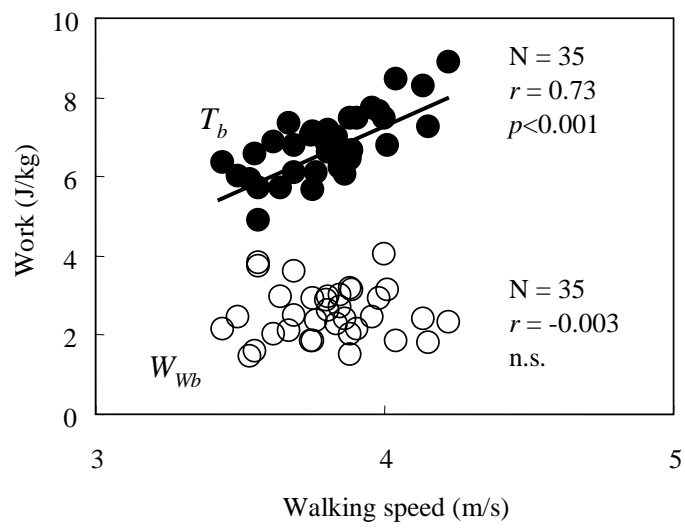 10
8
6
4
2
0
Work (J/kg)
T_b
N = 35
r = 0.73
p<0.001
W_Wb
N = 35
r = -0.003
n.s.
3
4
5
Walking speed (m/s)